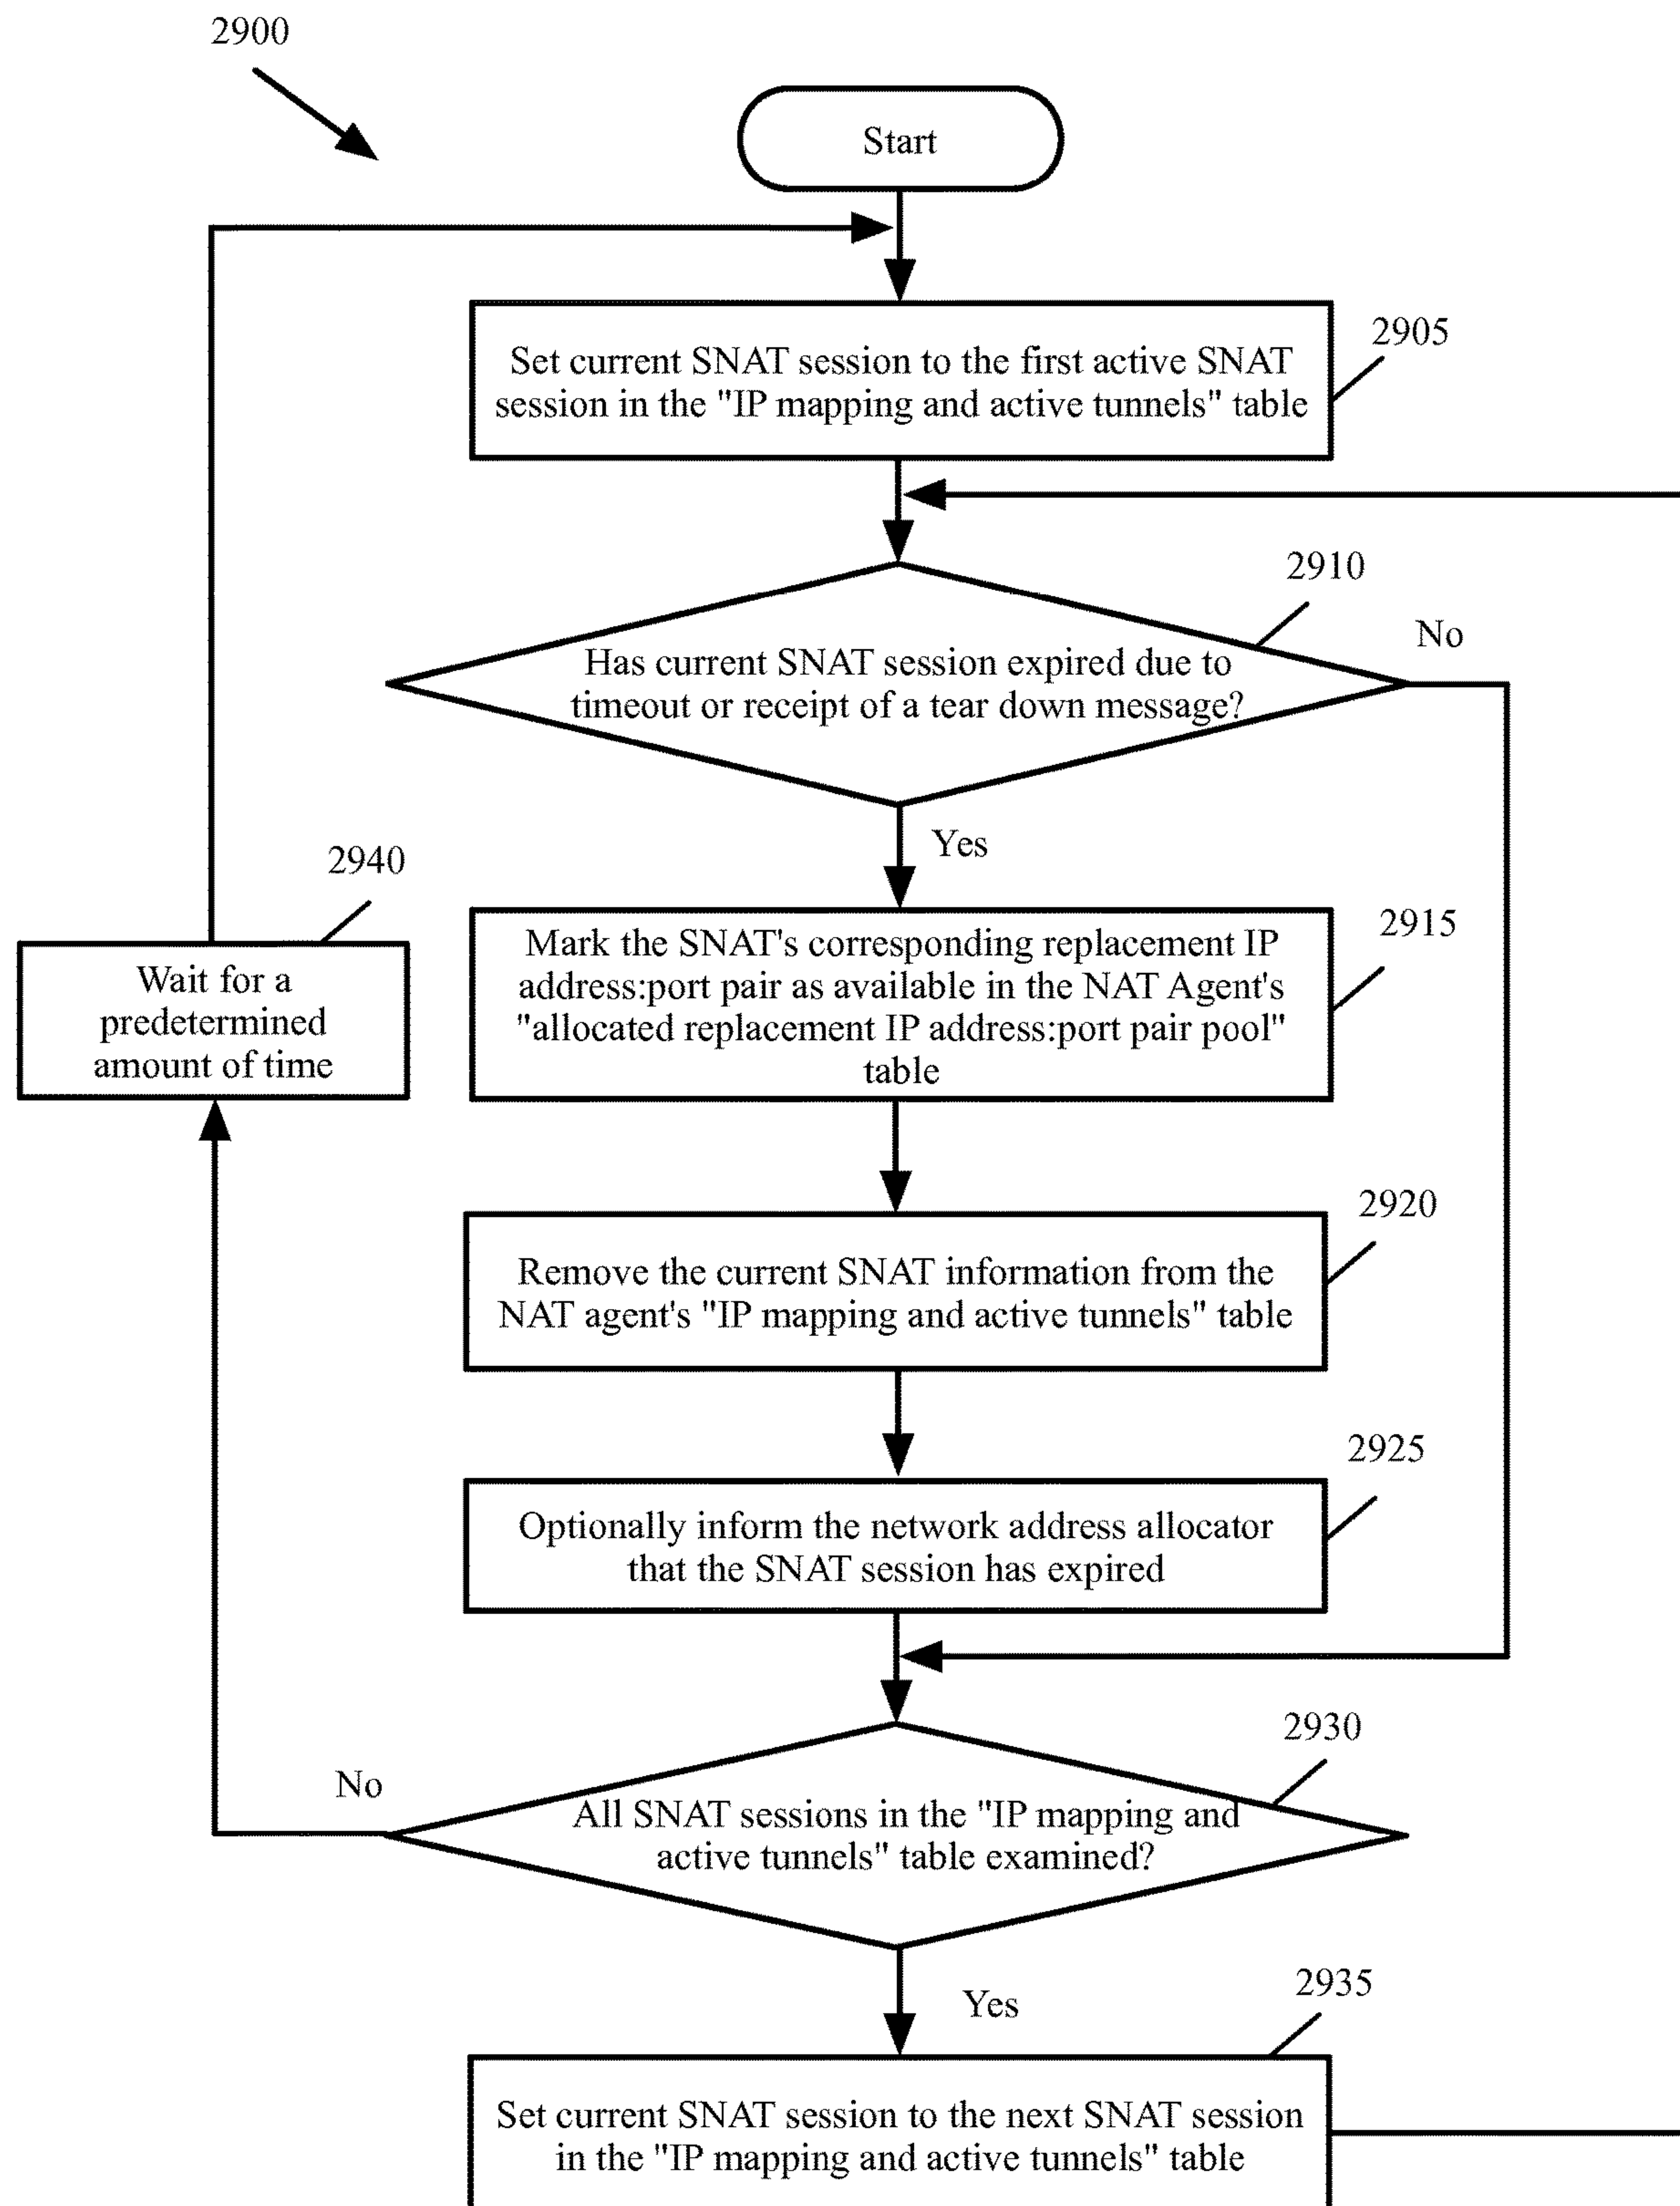 2900
Start
2905
Set current SNAT session to the first active SNAT
session in the "IP mapping and active tunnels" table
2910
No
Has current SNAT session expired due to
timeout or receipt of a tear down message?
Yes
2940
Wait for a
predetermined
amount of time
2915
Mark the SNAT's corresponding replacement IP
address:port pair as available in the NAT Agent's
"allocated replacement IP address:port pair pool"
table
2920
Remove the current SNAT information from the
NAT agent's "IP mapping and active tunnels" table
2925
Optionally inform the network address allocator
that the SNAT session has expired
2930
No
All SNAT sessions in the "IP mapping and
active tunnels" table examined?
Yes
2935
Set current SNAT session to the next SNAT session
in the "IP mapping and active tunnels" table